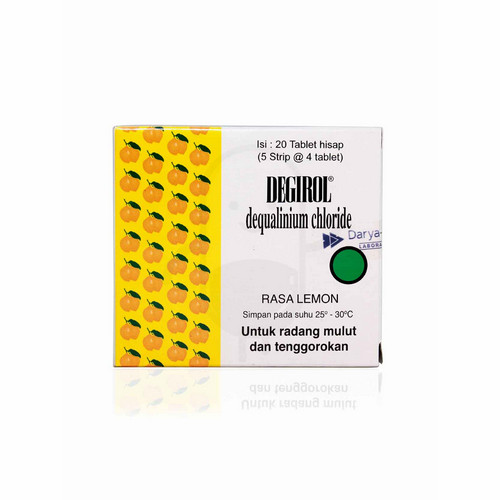 Isi : 20 Tablet hisap
(5 Strip @ 4 tablet)
DEGIROL®
dequalinium chloride
Darya-
LABORA
RASA LEMON
Simpan pada suhu 25° - 30°C
Untuk radang mulut
dan tenggorokan